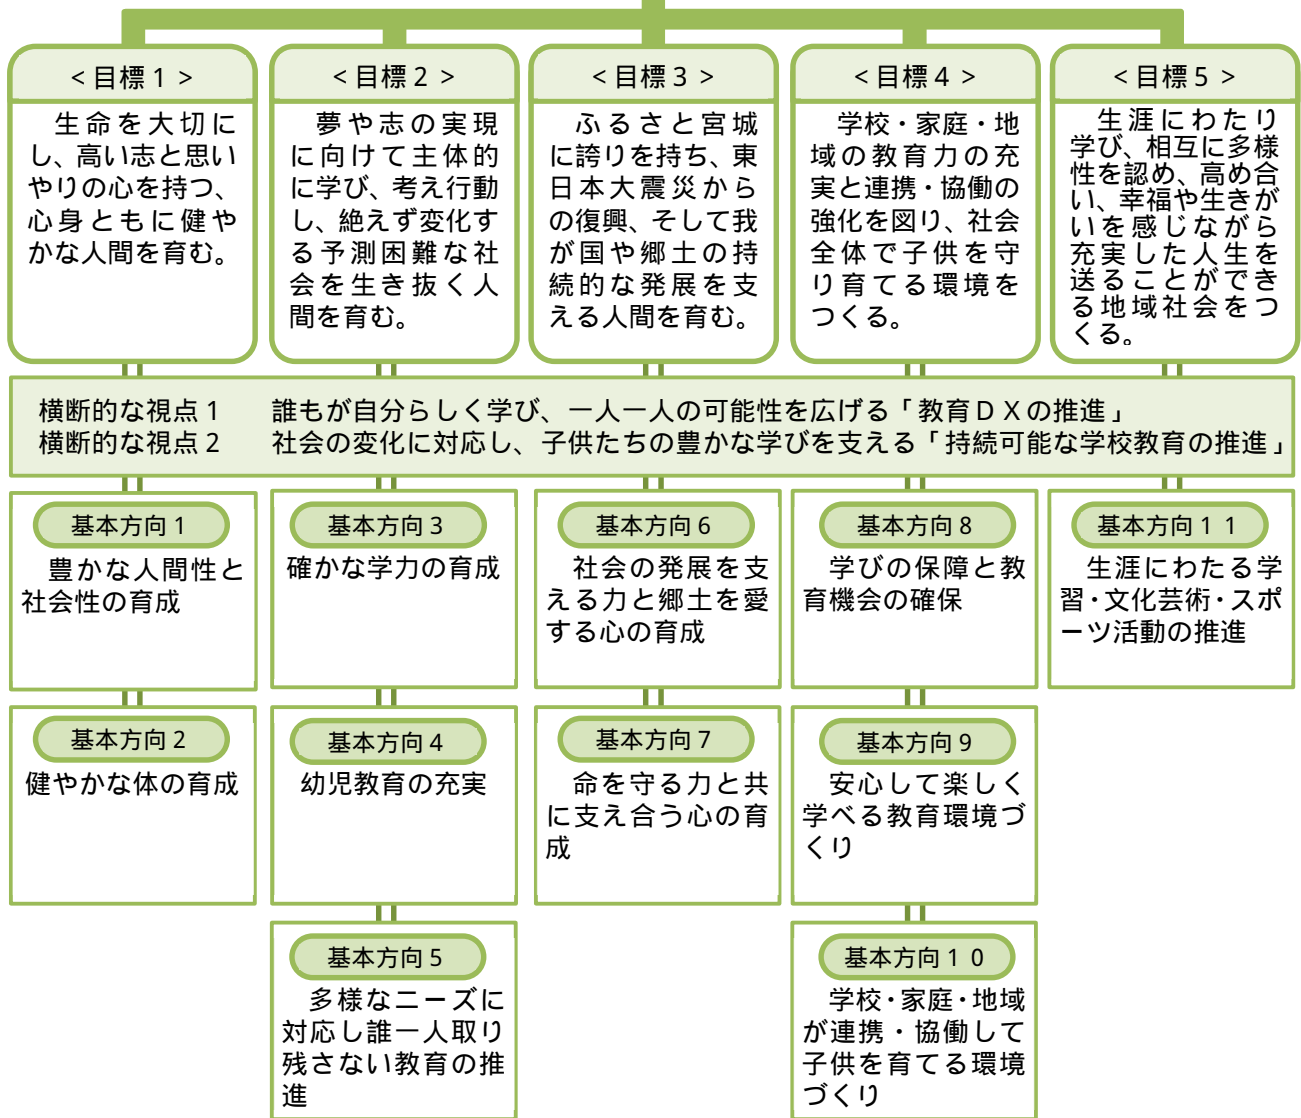 ＜目標１＞
生命を大切に
し、高い志と思い
やりの心を持つ、
心身ともに健や
かな人間を育む。
＜目標２＞
夢や志の実現
に向けて主体的
に学び、考え行動
し、絶えず変化す
る予測困難な社
会を生き抜く人
間を育む。
＜目標３＞
ふるさと宮城
に誇りを持ち、東
日本大震災から
の復興、そして我
が国や郷土の持
続的な発展を支
える人間を育む。
＜目標４＞
学校・家庭・地
域の教育力の充
実と連携・協働の
強化を図り、社会
全体で子供を守
り育てる環境を
つくる。
＜目標５＞
生涯にわたり
学び、相互に多様
性を認め、高め合
い、幸福や生きが
いを感じながら
充実した人生を
送ることができ
る地域社会をつ
くる。
横断的な視点１　誰もが自分らしく学び、一人一人の可能性を広げる「教育ＤＸの推進」
横断的な視点２　社会の変化に対応し、子供たちの豊かな学びを支える「持続可能な学校教育の推進」
基本方向１
豊かな人間性と
社会性の育成
基本方向２
健やかな体の育成
基本方向３
確かな学力の育成
基本方向４
幼児教育の充実
基本方向５
多様なニーズに
対応し誰一人取り
残さない教育の推
進
基本方向６
社会の発展を支
える力と郷土を愛
する心の育成
基本方向７
命を守る力と共
に支え合う心の育
成
基本方向８
学びの保障と教
育機会の確保
基本方向９
安心して楽しく
学べる教育環境づ
くり
基本方向１０
学校・家庭・地域
が連携・協働して
子供を育てる環境
づくり
基本方向１１
生涯にわたる学
習・文化芸術・スポ
ーツ活動の推進